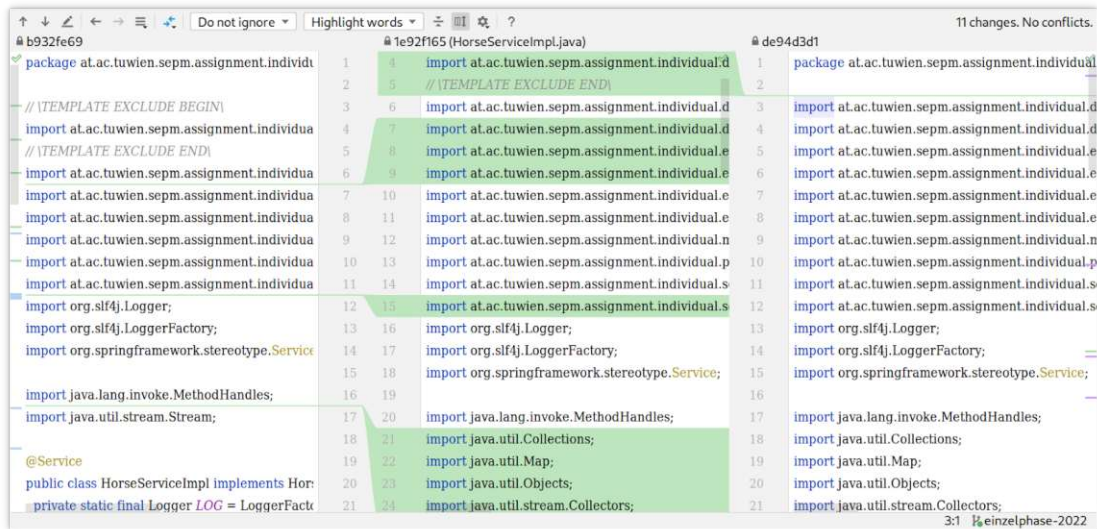 Do not ignore Highlight words ? 11 changes. No conflicts.
b932fe69
package at.ac.tuwien.sepm.assignment.individu 1
2
// \TEMPLATE EXCLUDE BEGIN\ 3
import at.ac.tuwien.sepm.assignment.individua 4
// \TEMPLATE EXCLUDE END\ 5
import at.ac.tuwien.sepm.assignment.individua 6
import at.ac.tuwien.sepm.assignment.individua 7
import at.ac.tuwien.sepm.assignment.individua 8
import at.ac.tuwien.sepm.assignment.individua 9
import at.ac.tuwien.sepm.assignment.individua 10
import at.ac.tuwien.sepm.assignment.individua 11
import org.slf4j.Logger; 12
import org.slf4j.LoggerFactory; 13
import org.springframework.stereotype.Service 14
15
import java.lang.invoke.MethodHandles; 16
import java.util.stream.Stream; 17
18
@Service 19
public class HorseServiceImpl implements Hors 20
private static final Logger LOG = LoggerFacto 21
1e92f165 (HorseServiceImpl.java)
4 import at.ac.tuwien.sepm.assignment.individual.d
5 // \TEMPLATE EXCLUDE END\
6 import at.ac.tuwien.sepm.assignment.individual.d
7 import at.ac.tuwien.sepm.assignment.individual.d
8 import at.ac.tuwien.sepm.assignment.individual.e
9 import at.ac.tuwien.sepm.assignment.individual.e
10 import at.ac.tuwien.sepm.assignment.individual.e
11 import at.ac.tuwien.sepm.assignment.individual.e
12 import at.ac.tuwien.sepm.assignment.individual.m
13 import at.ac.tuwien.sepm.assignment.individual.p
14 import at.ac.tuwien.sepm.assignment.individual.s
15 import at.ac.tuwien.sepm.assignment.individual.s
16 import org.slf4j.Logger;
17 import org.slf4j.LoggerFactory;
18 import org.springframework.stereotype.Service;
19
20 import java.lang.invoke.MethodHandles;
21 import java.util.Collections;
22 import java.util.Map;
23 import java.util.Objects;
24 import java.util.stream.Collectors;
de94d3d1
1 package at.ac.tuwien.sepm.assignment.individual
2
3 import at.ac.tuwien.sepm.assignment.individual.d
4 import at.ac.tuwien.sepm.assignment.individual.d
5 import at.ac.tuwien.sepm.assignment.individual.e
6 import at.ac.tuwien.sepm.assignment.individual.e
7 import at.ac.tuwien.sepm.assignment.individual.e
8 import at.ac.tuwien.sepm.assignment.individual.e
9 import at.ac.tuwien.sepm.assignment.individual.m
10 import at.ac.tuwien.sepm.assignment.individual.p
11 import at.ac.tuwien.sepm.assignment.individual.s
12 import at.ac.tuwien.sepm.assignment.individual.s
13 import org.slf4j.Logger;
14 import org.slf4j.LoggerFactory;
15 import org.springframework.stereotype.Service;
16
17 import java.lang.invoke.MethodHandles;
18 import java.util.Collections;
19 import java.util.Map;
20 import java.util.Objects;
21 import java.util.stream.Collectors;
3:1 einzelphase-2022